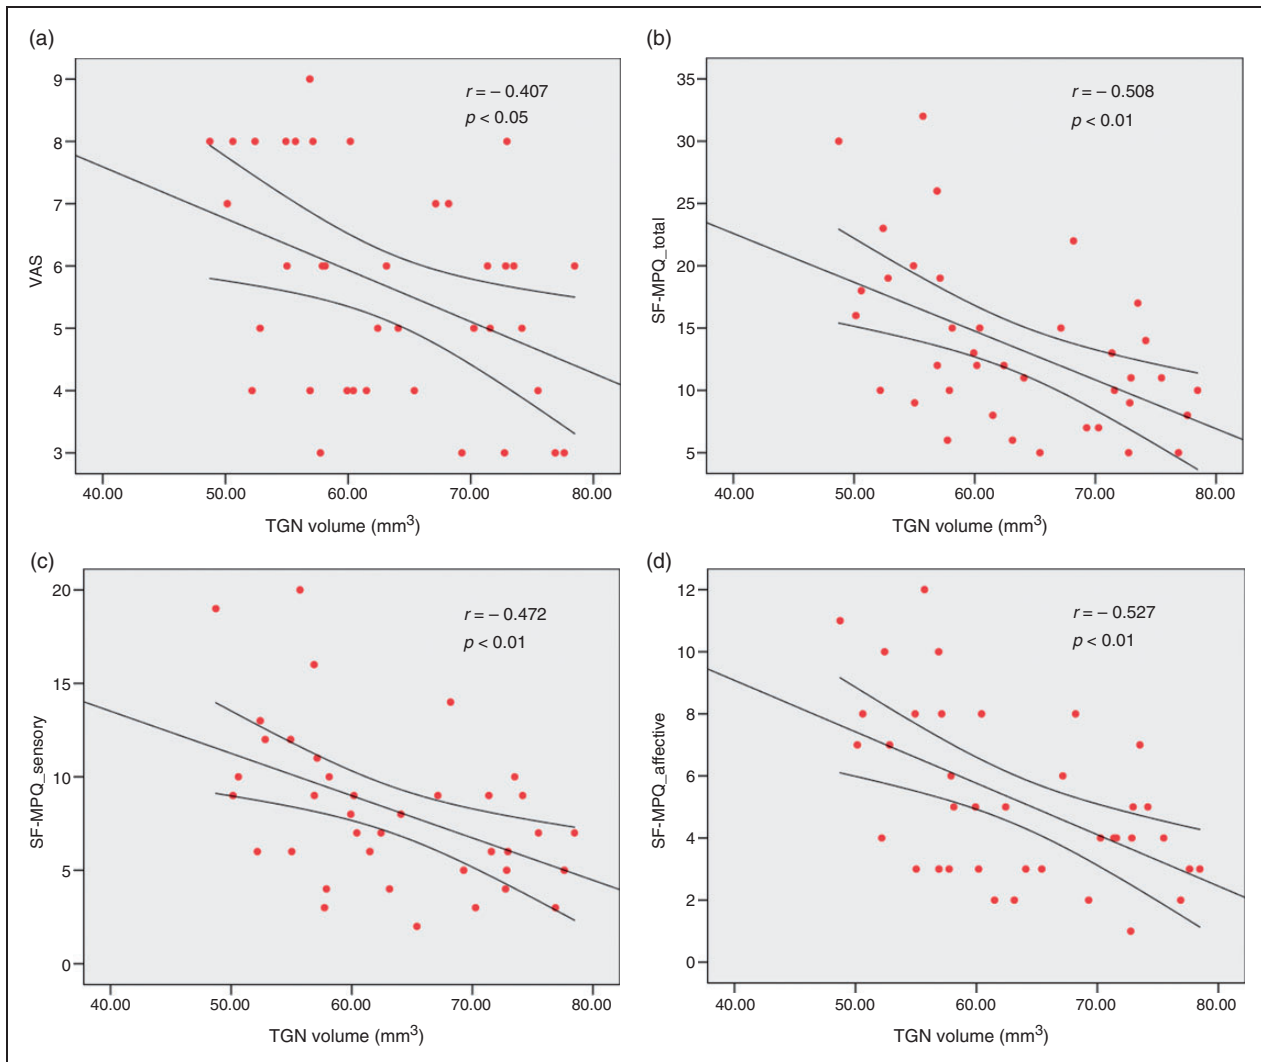 (a)
r = – 0.407
p < 0.05
VAS
9
8
7
6
5
4
3
40.00 50.00 60.00 70.00 80.00
TGN volume (mm³)
(b)
r = – 0.508
p < 0.01
SF-MPQ_total
35
30
25
20
15
10
5
40.00 50.00 60.00 70.00 80.00
TGN volume (mm³)
(c)
r = – 0.472
p < 0.01
SF-MPQ_sensory
20
15
10
5
0
40.00 50.00 60.00 70.00 80.00
TGN volume (mm³)
(d)
r = – 0.527
p < 0.01
SF-MPQ_affective
12
10
8
6
4
2
0
40.00 50.00 60.00 70.00 80.00
TGN volume (mm³)